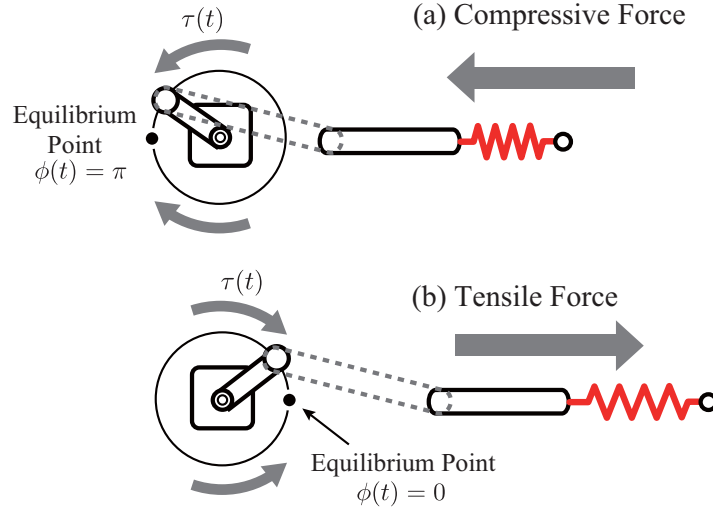 τ(t)
(a) Compressive Force
Equilibrium
Point
ϕ(t) = π
τ(t)
(b) Tensile Force
Equilibrium Point
ϕ(t) = 0